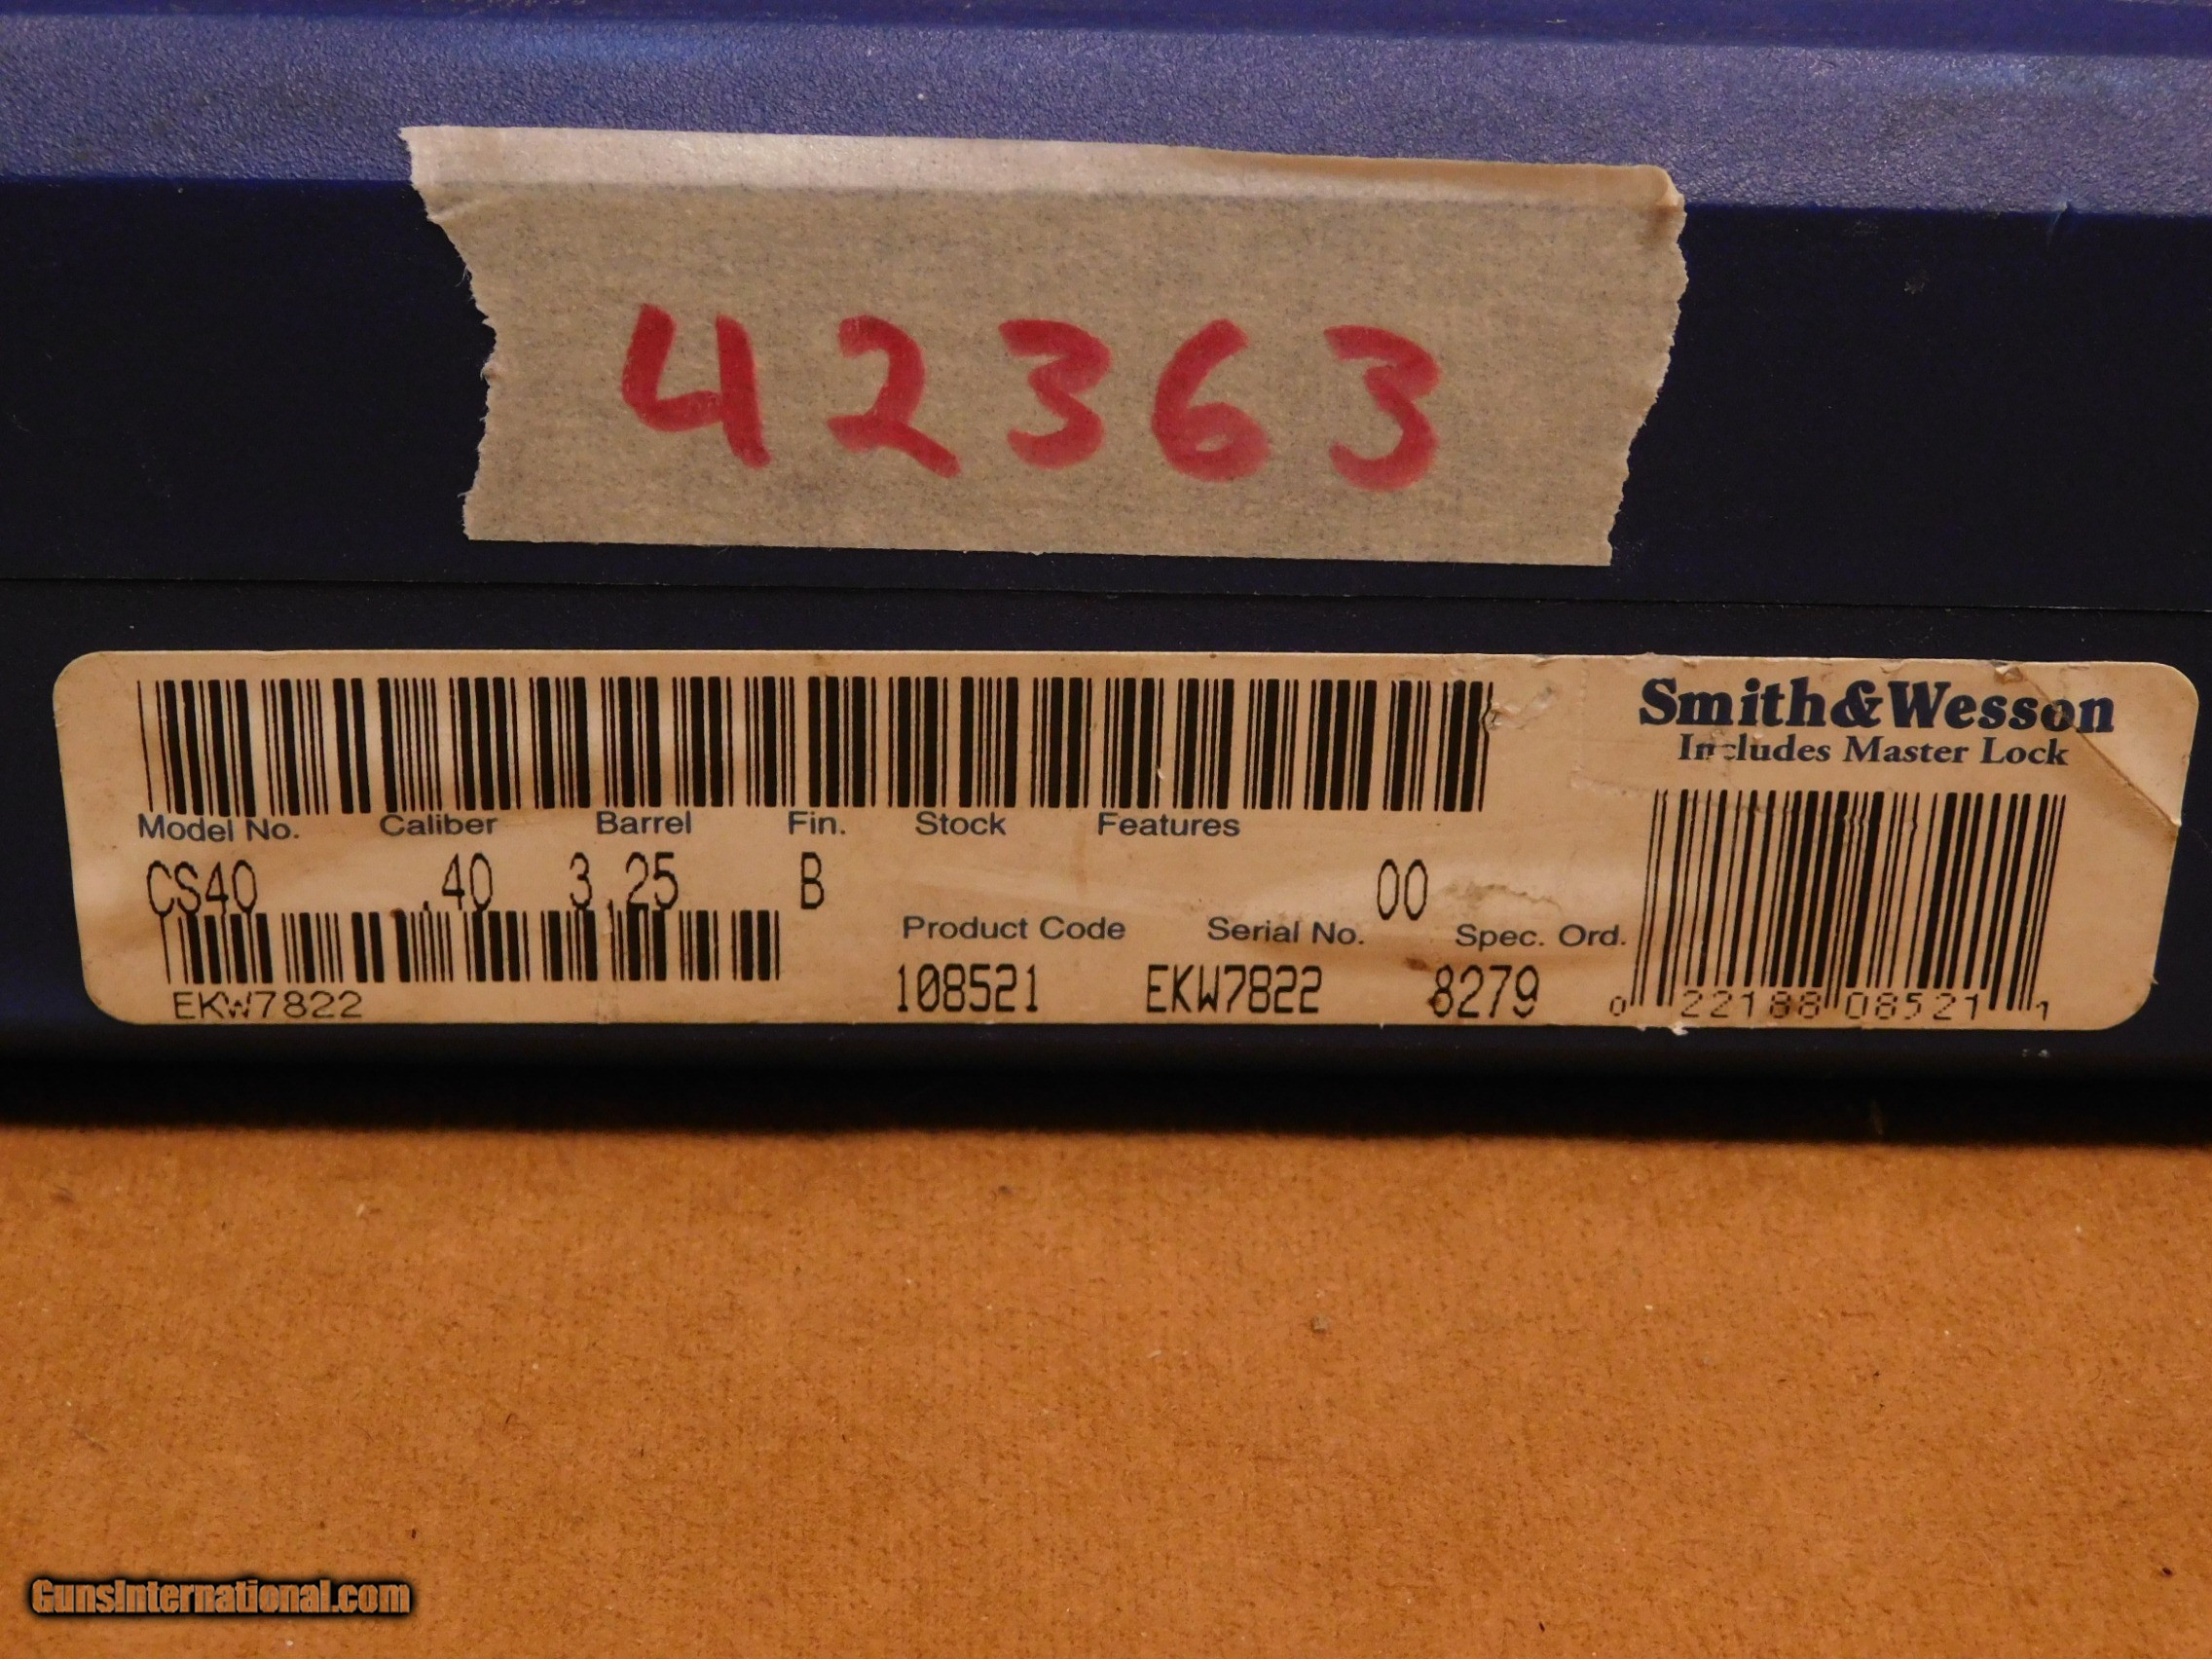 42363
Smith&Wesson
Includes Master Lock
Model No. Caliber Barrel Fin. Stock Features
CS40 .40 3.25 B 00
Product Code Serial No. Spec. Ord.
108521 EKW7822 8279
EKW7822
0 22188 08521 1
GunsInternational.com